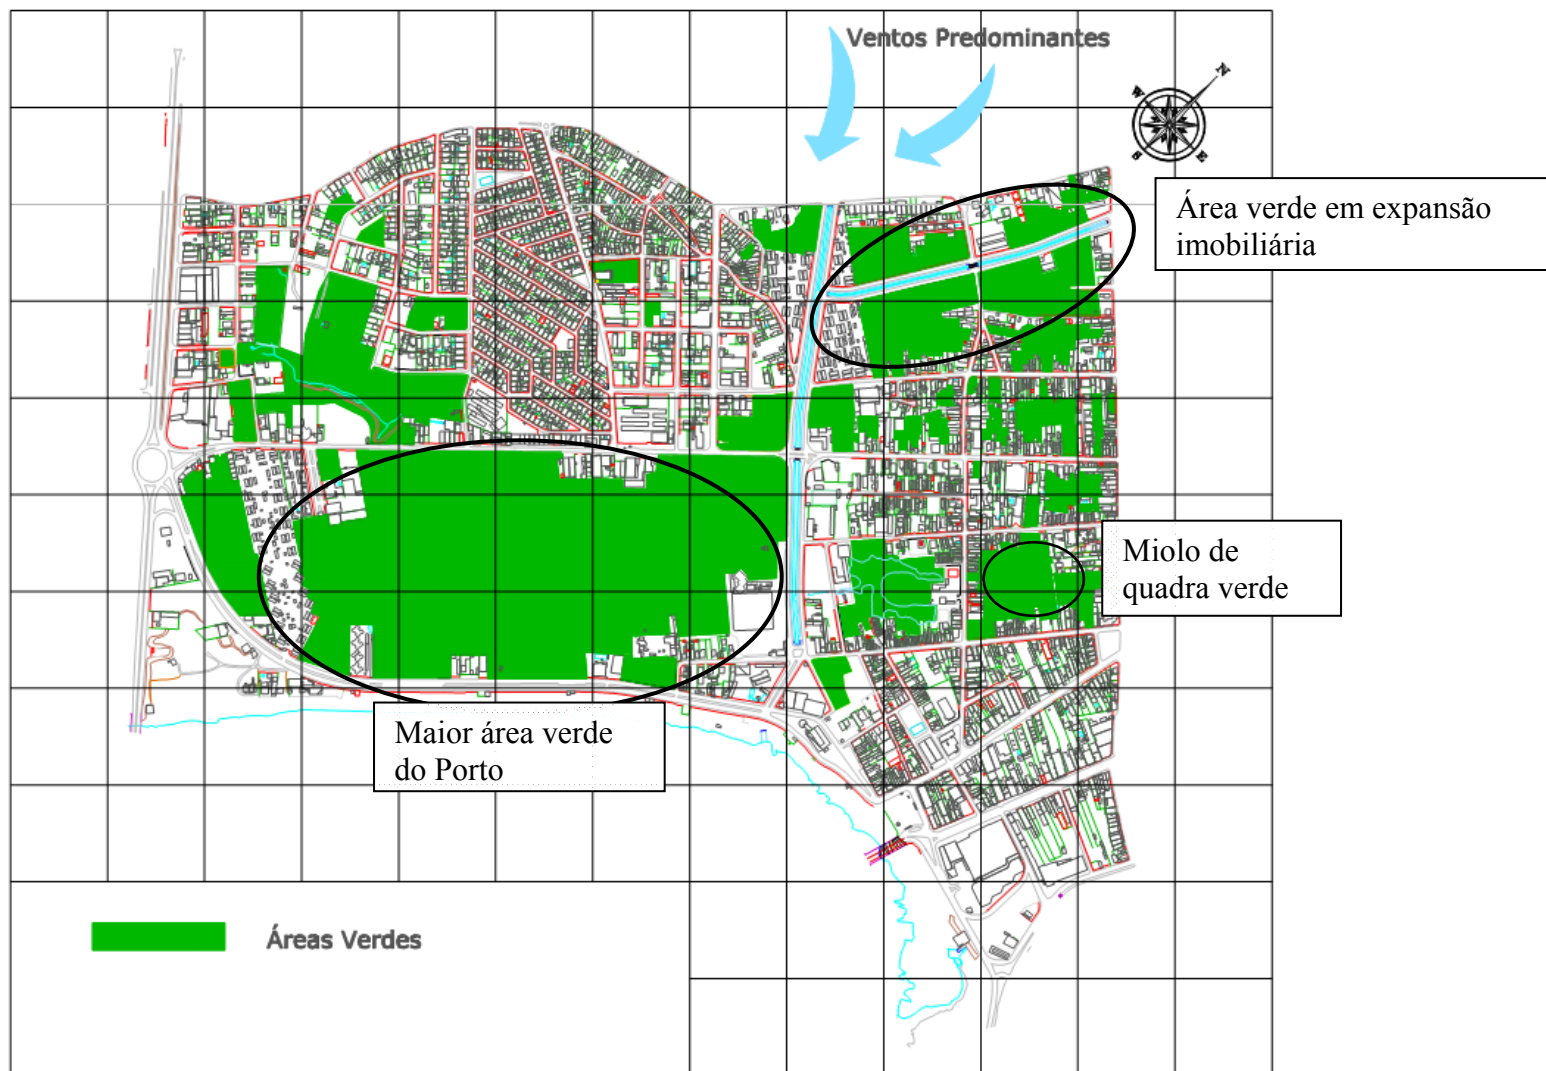 Ventos Predominantes
N
W
S
E
Área verde em expansão
imobiliária
Miolo de
quadra verde
Maior área verde
do Porto
Áreas Verdes